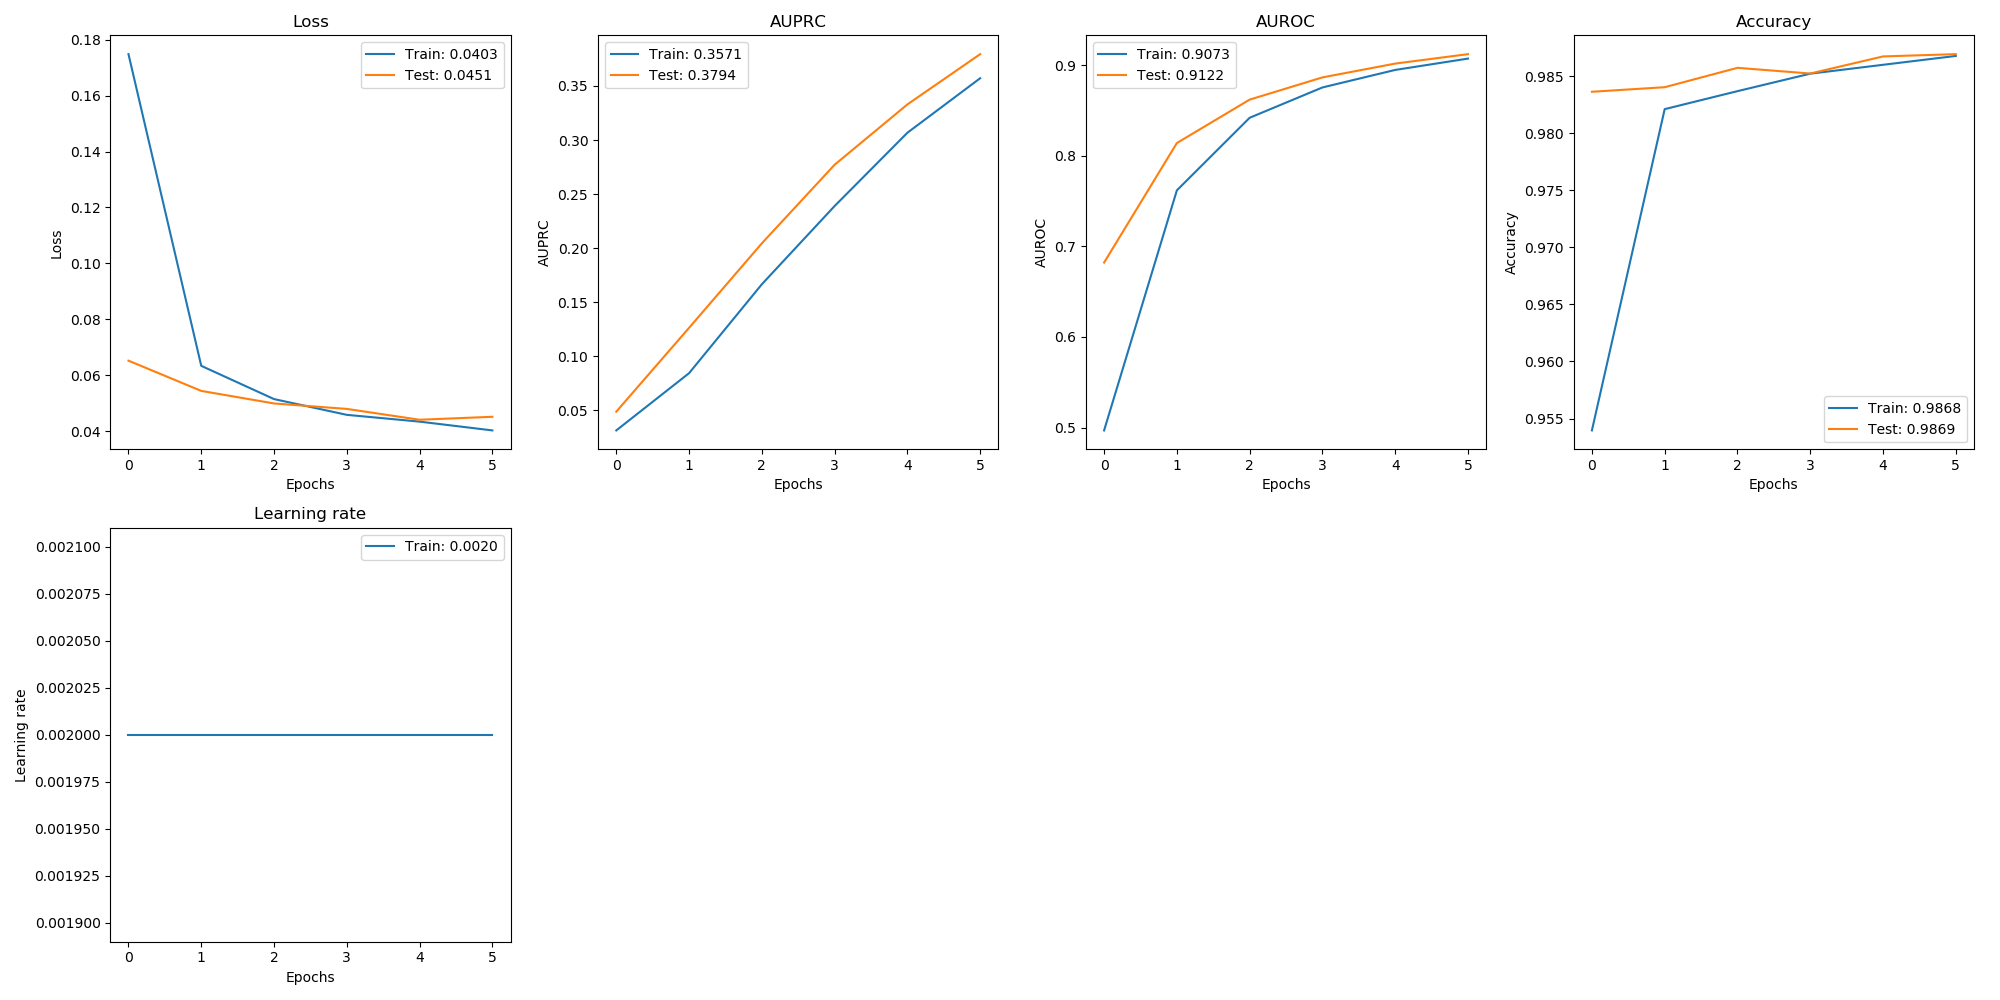 Loss
0.18
0.16
0.14
0.12
0.10
0.08
0.06
0.04
Loss
Train: 0.0403
Test: 0.0451
0 1 2 3 4 5
Epochs
AUPRC
0.35
0.30
0.25
0.20
0.15
0.10
0.05
AUPRC
Train: 0.3571
Test: 0.3794
0 1 2 3 4 5
Epochs
AUROC
0.9
0.8
0.7
0.6
0.5
AUROC
Train: 0.9073
Test: 0.9122
0 1 2 3 4 5
Epochs
Accuracy
0.985
0.980
0.975
0.970
0.965
0.960
0.955
Accuracy
Train: 0.9868
Test: 0.9869
0 1 2 3 4 5
Epochs
Learning rate
0.002100
0.002075
0.002050
0.002025
0.002000
0.001975
0.001950
0.001925
0.001900
Learning rate
Train: 0.0020
0 1 2 3 4 5
Epochs